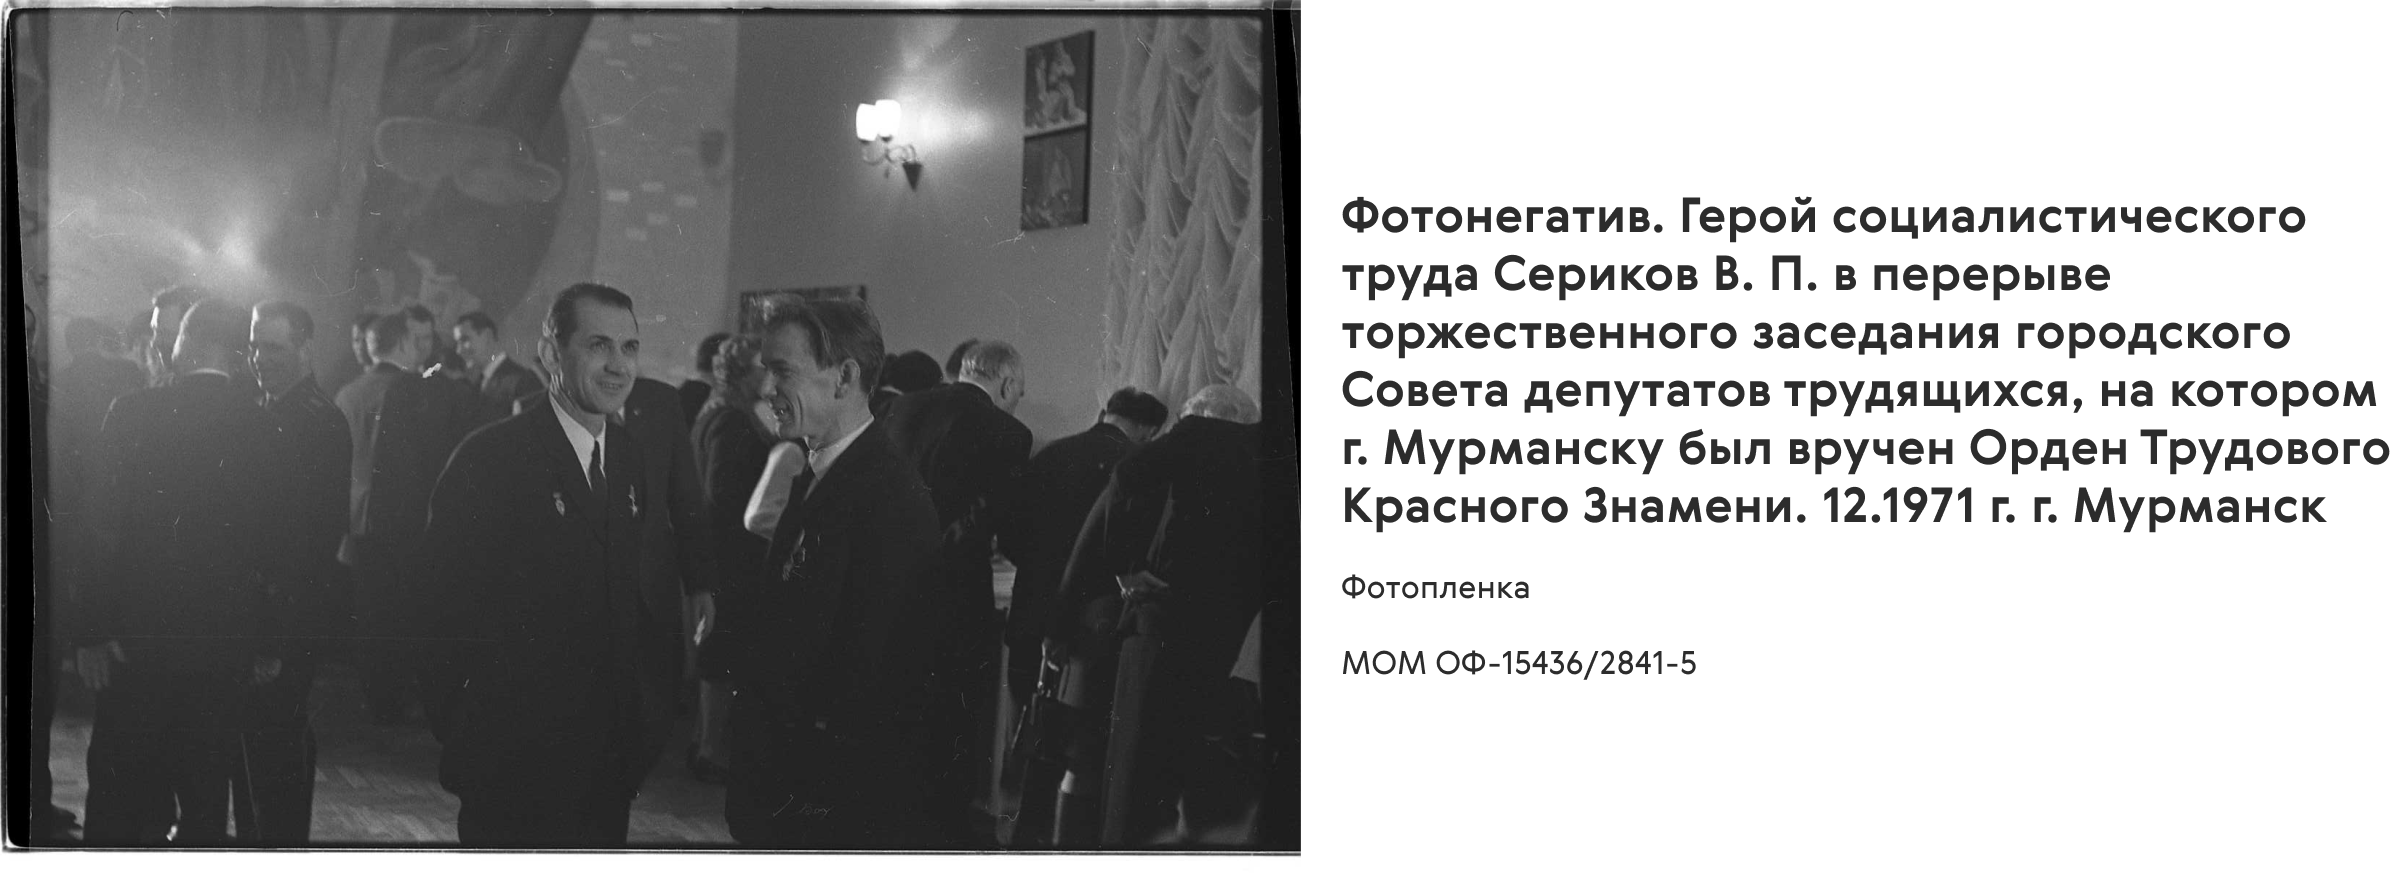 Фотонегатив. Герой социалистического
труда Сериков В. П. в перерыве
торжественного заседания городского
Совета депутатов трудящихся, на котором
г. Мурманску был вручен Орден Трудового
Красного Знамени. 12.1971 г. г. Мурманск
Фотопленка
МОМ ОФ-15436/2841-5